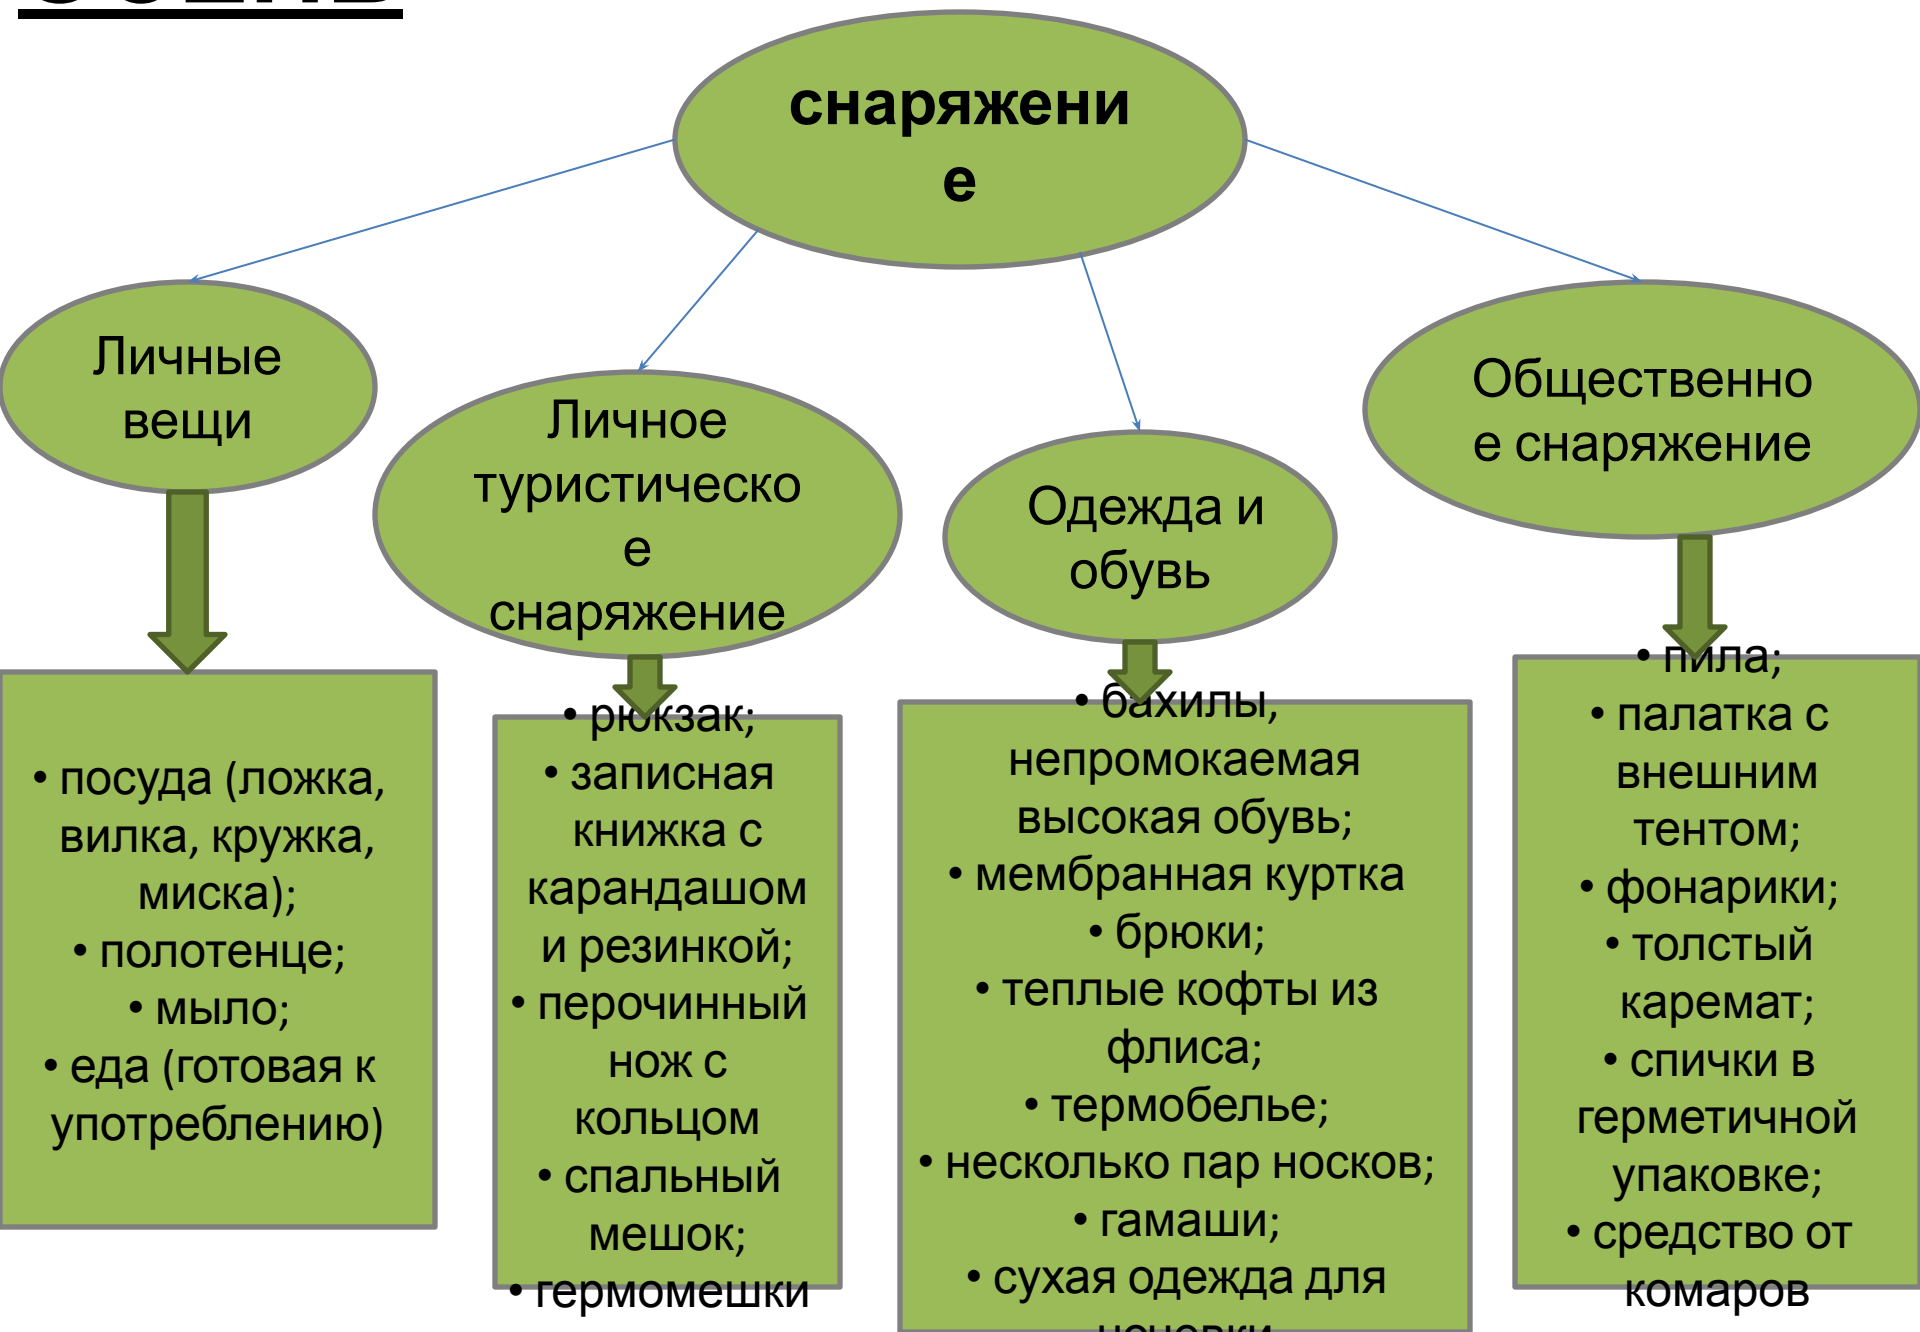 снаряжени
е
Личные
вещи
Личное
туристическо
е
снаряжение
Одежда и
обувь
Общественно
е снаряжение
• посуда (ложка,
вилка, кружка,
миска);
• полотенце;
• мыло;
• еда (готовая к
употреблению)
• рюкзак;
• записная
книжка с
карандашом
и резинкой;
• перочинный
нож с
кольцом
• спальный
мешок;
• гермомешки
• бахилы,
непромокаемая
высокая обувь;
• мембранная куртка
• брюки;
• теплые кофты из
флиса;
• термобелье;
• несколько пар носков;
• гамаши;
• сухая одежда для
• пила;
• палатка с
внешним
тентом;
• фонарики;
• толстый
каремат;
• спички в
герметичной
упаковке;
• средство от
комаров